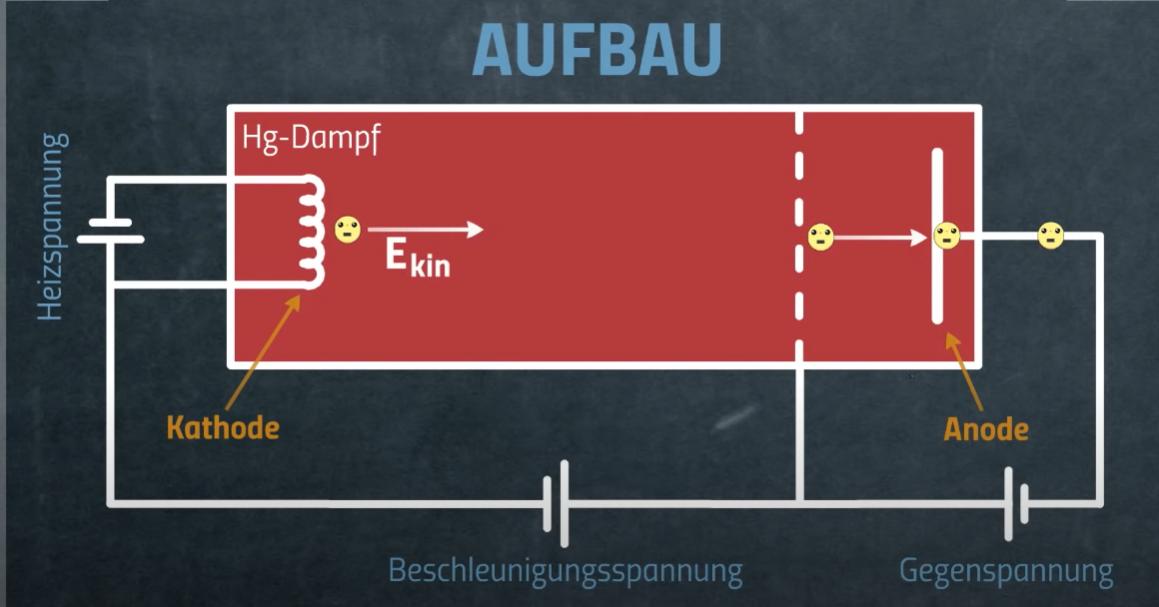 AUFBAU
Hg-Dampf
Heizspannung
Ekin
Kathode
Anode
Beschleunigungsspannung
Gegenspannung